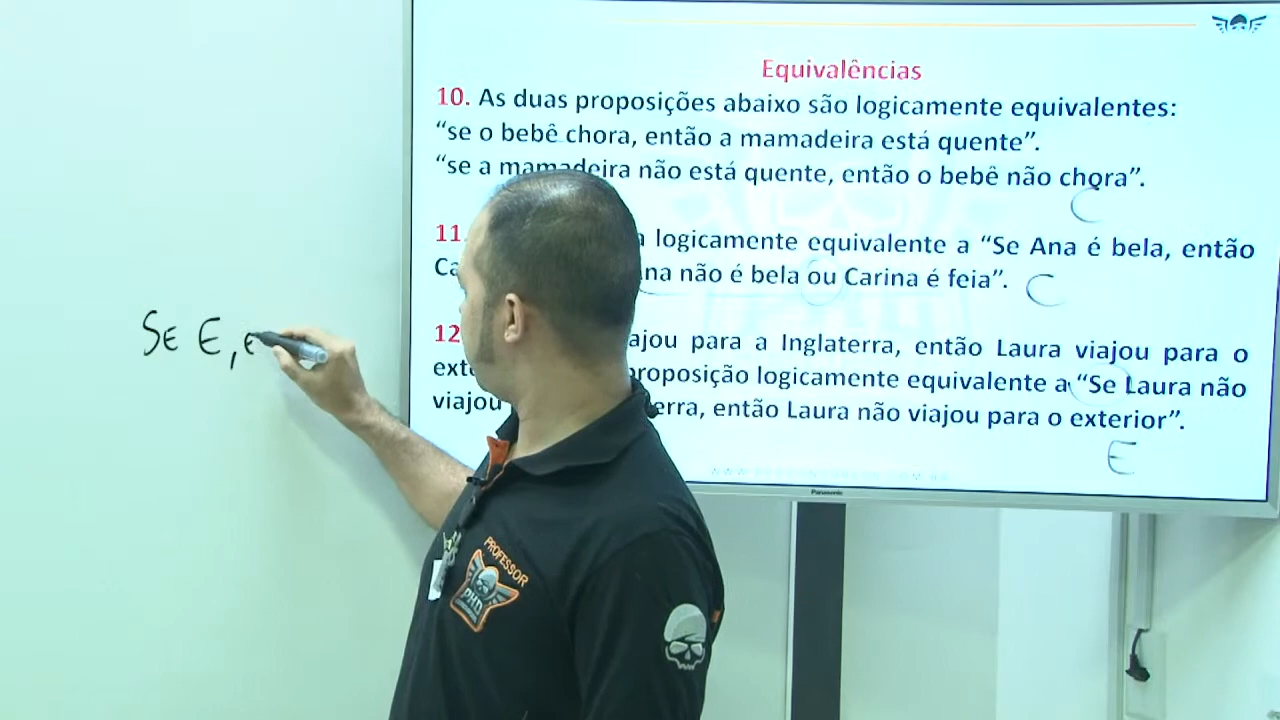 Equivalências
10. As duas proposições abaixo são logicamente equivalentes:
“se o bebê chora, então a mamadeira está quente”.
“se a mamadeira não está quente, então o bebê não chora”.
C
11. logicamente equivalente a “Se Ana é bela, então
não é bela ou Carina é feia”. C
12 para a Inglaterra, então Laura viajou para o
proposição logicamente equivalente a “Se Laura não
viajou então Laura não viajou para o exterior”.
E
SE E, e
Panasonic
PROFESSOR
PHD